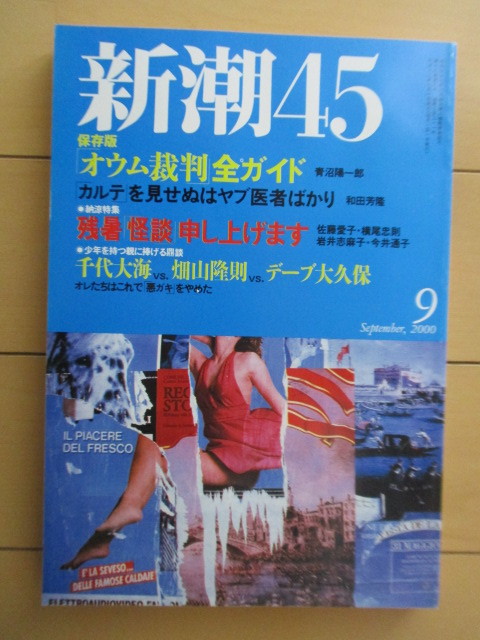 新潮45
保存版
「オウム裁判」全ガイド 青沼陽一郎
「カルテ」を見せぬはヤブ医者ばかり 和田芳隆
●納涼特集
残暑「怪談」申し上げます 佐藤愛子・横尾忠則
岩井志麻子・今井通子
●少年を持つ親に捧げる鼎談
千代大海vs.畑山隆則vs.デーブ大久保
オレたちはこれで「悪ガキ」をやめた
9
September, 2000
IL PIACERE
DEL FRESCO
E' LA SEVESO...
...DELLE FAMOSE CALDAIE